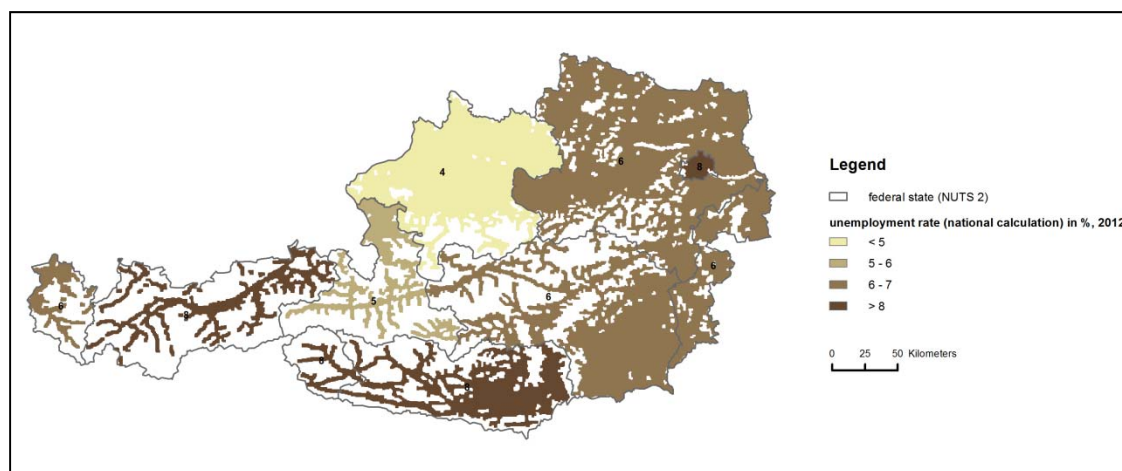 4
6
8
6
6
5
6
8
8
8
Legend
federal state (NUTS 2)
unemployment rate (national calculation) in %, 2012
< 5
5 - 6
6 - 7
> 8
0 25 50 Kilometers